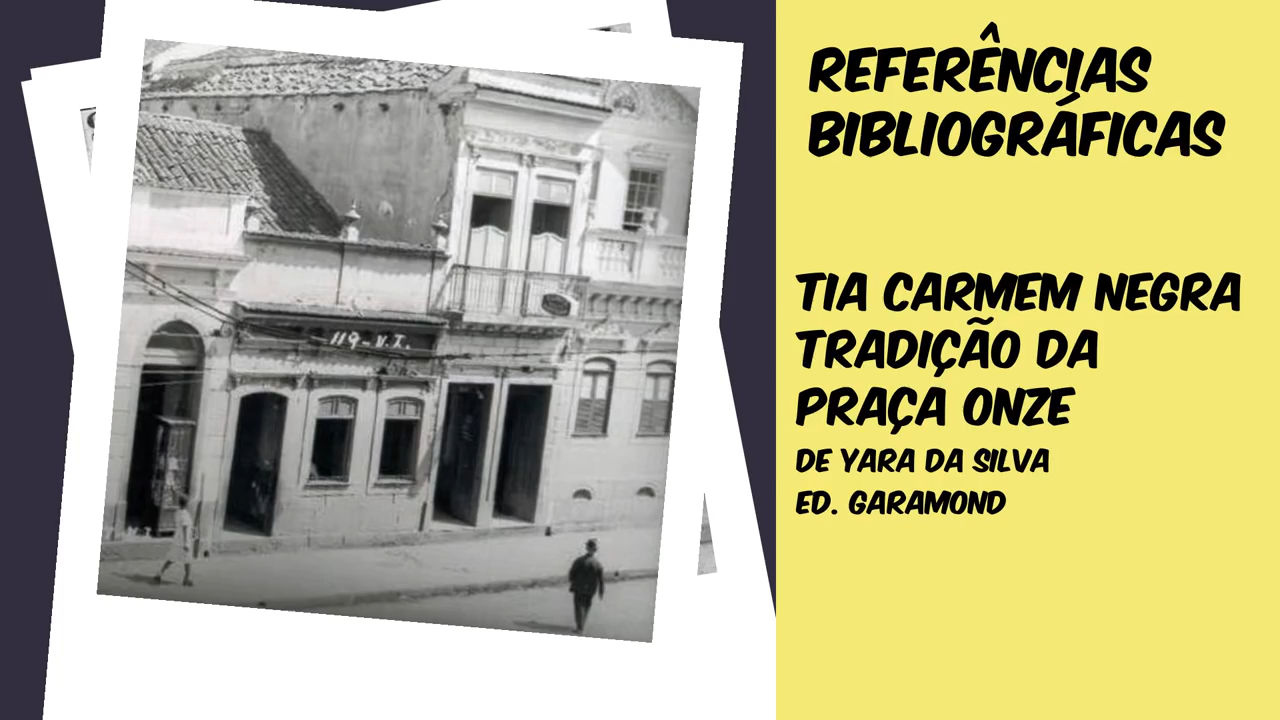 REFERÊNCIAS
BIBLIOGRÁFICAS
TIA CARMEM NEGRA
TRADIÇÃO DA
PRAÇA ONZE
DE YARA DA SILVA
ED. GARAMOND
119-V.T.